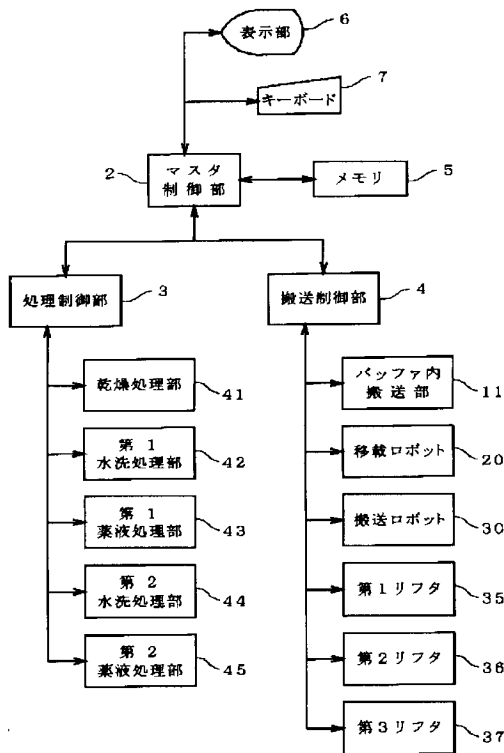 表示部
6
キーボード
7
2
マスタ
制御部
メモリ
5
処理制御部
3
搬送制御部
4
乾燥処理部
41
第1
水洗処理部
42
第1
薬液処理部
43
第2
水洗処理部
44
第2
薬液処理部
45
バッファ内
搬送部
11
移載ロボット
20
搬送ロボット
30
第1リフタ
35
第2リフタ
36
第3リフタ
37